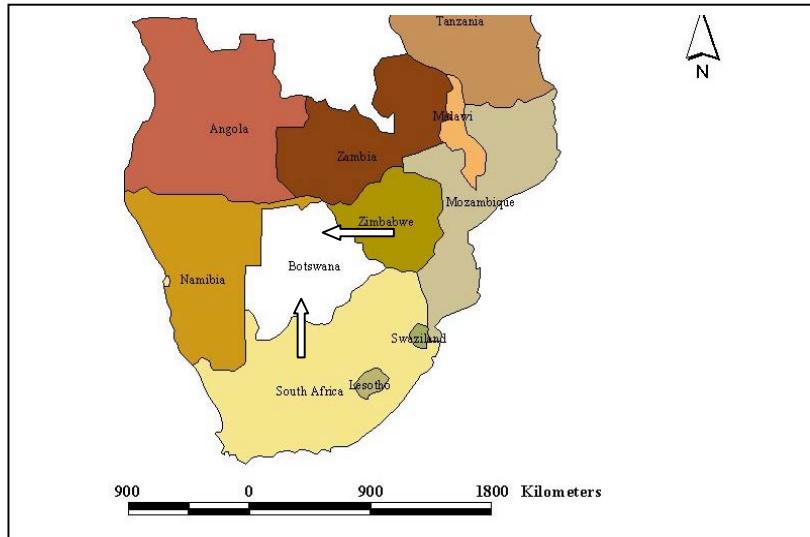 Tanzania
N
Angola
Malawi
Zambia
Mozambique
Zimbabwe
Botswana
Namibia
Swaziland
South Africa
Lesotho
900 0 900 1800 Kilometers